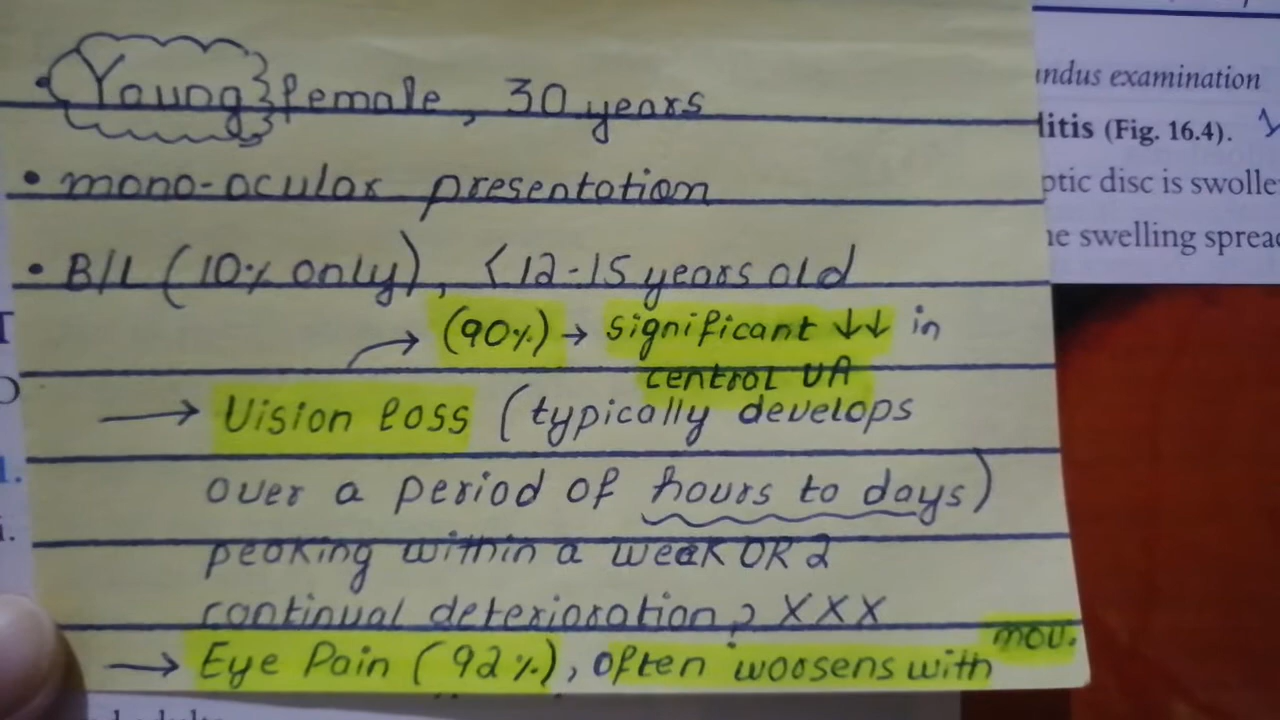 • Young female, 30 years
• mono-ocular presentation
• B/L (10% only), < 12-15 years old
→ (90%) → significant ↓↓ in
central VA
→ Vision loss (typically develops
over a period of hours to days)
peaking within a weak OR 2
continual deterioration? XXX
→ Eye Pain (92%), often worsens with mov.
undus examination
litis (Fig. 16.4).
ptic disc is swolle
he swelling sprea